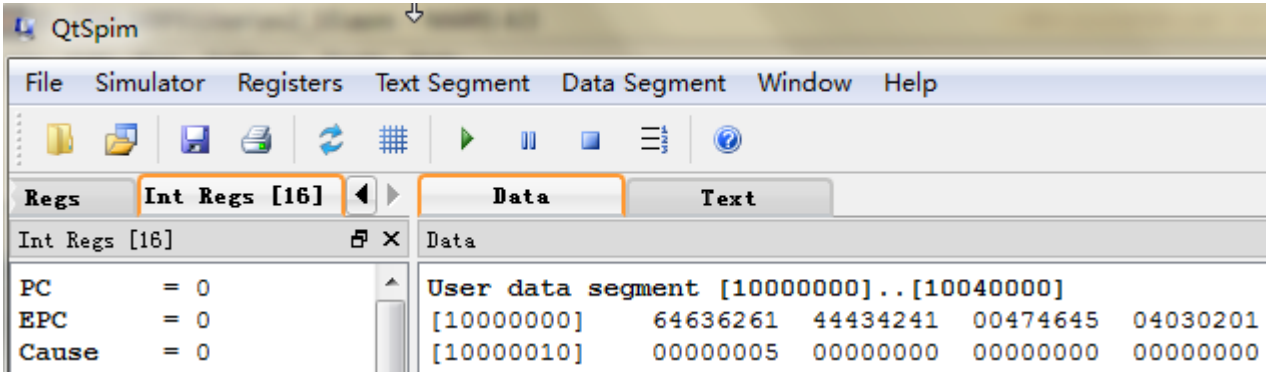 QtSpim
File Simulator Registers Text Segment Data Segment Window Help
Regs Int Regs [16] Data Text
Int Regs [16] Data
PC = 0
EPC = 0
Cause = 0
User data segment [10000000]..[10040000]
[10000000] 64636261 44434241 00474645 04030201
[10000010] 00000005 00000000 00000000 00000000